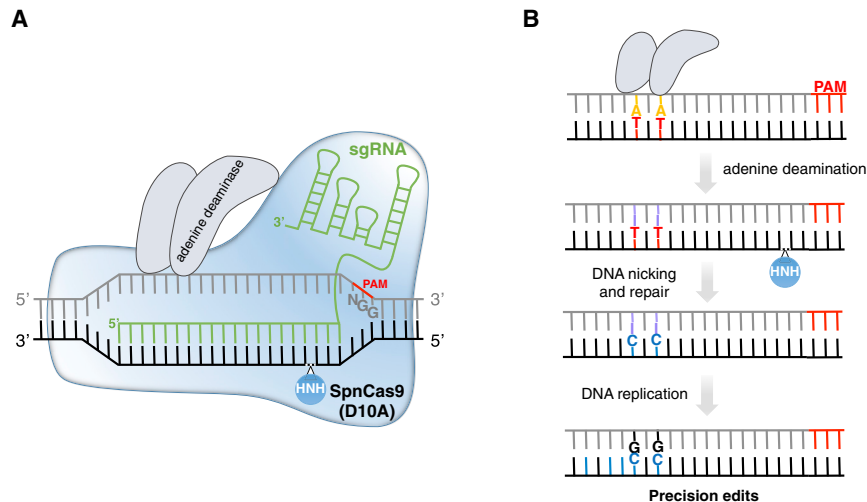 A
sgRNA
adenine deaminase
3’
PAM
NGG
5’
3’
5’
3’
5’
HNH
SpnCas9
(D10A)
B
PAM
A A
T T
adenine deamination
T T
HNH
DNA nicking
and repair
C C
DNA replication
G G
C C
Precision edits